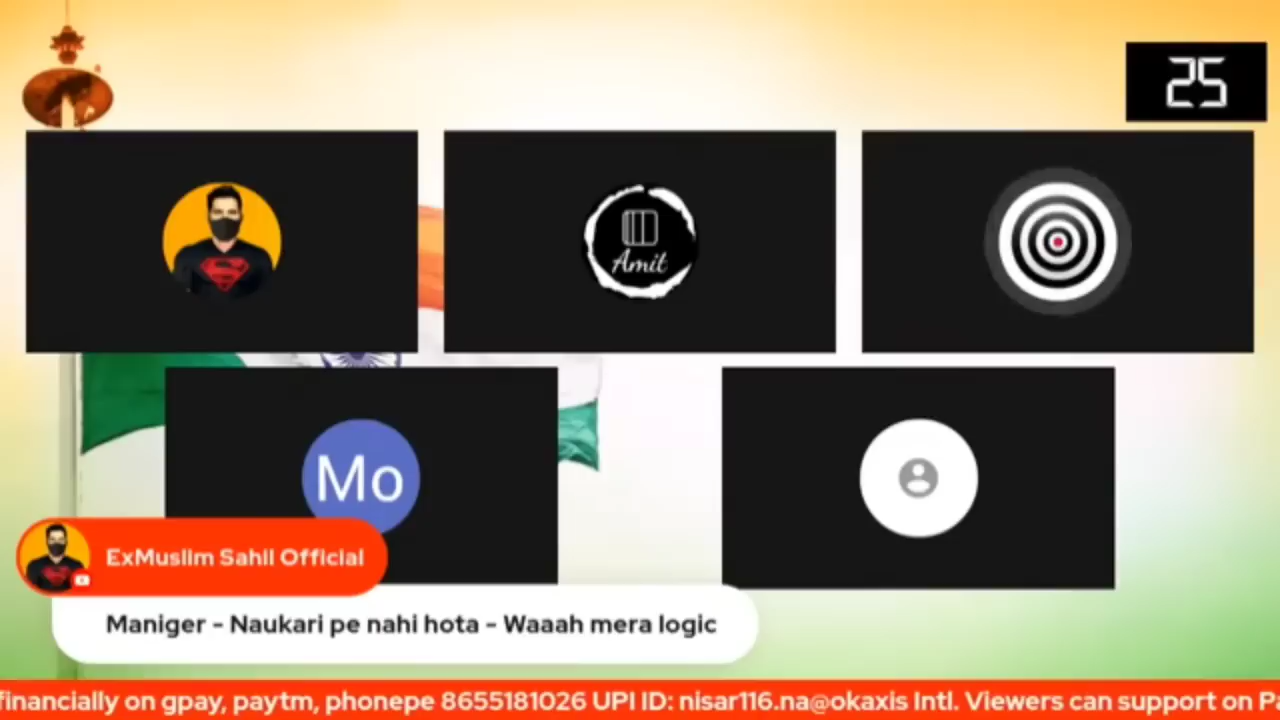 25
Amit
Mo
ExMuslim Sahil Official
Maniger - Naukari pe nahi hota - Waaah mera logic
financially on gpay, paytm, phonepe 8655181026 UPI ID: nisar116.na@okaxis Intl. Viewers can support on